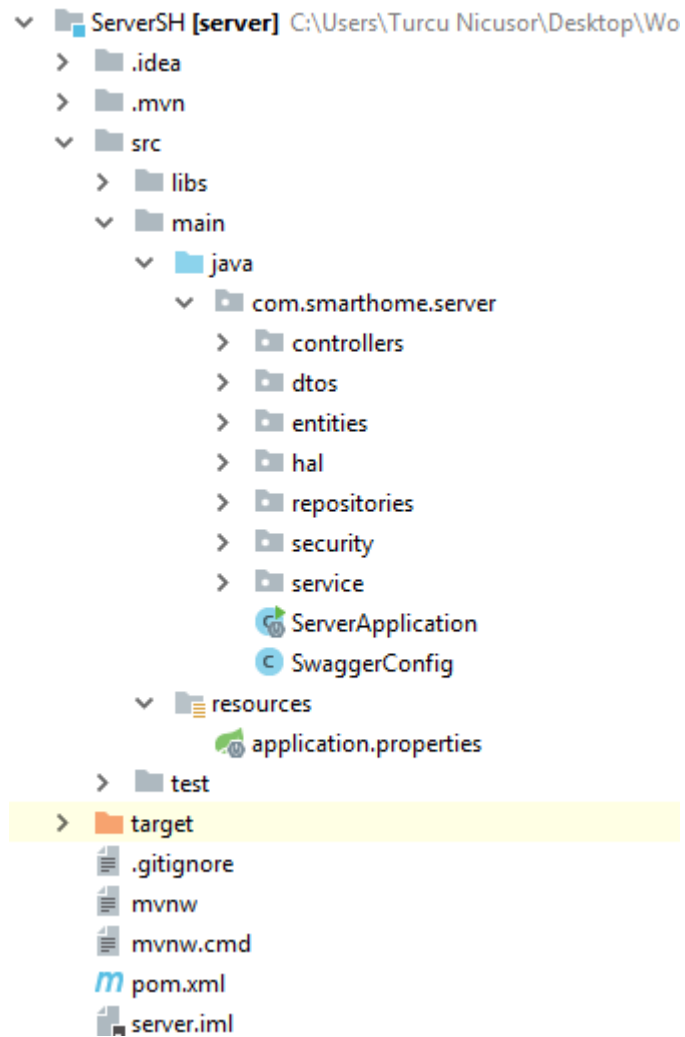 ServerSH [server] C:\Users\Turcu Nicusor\Desktop\Wo
.idea
.mvn
src
libs
main
java
com.smarthome.server
controllers
dtos
entities
hal
repositories
security
service
ServerApplication
C SwaggerConfig
resources
application.properties
test
target
.gitignore
mvnw
mvnw.cmd
m pom.xml
server.iml